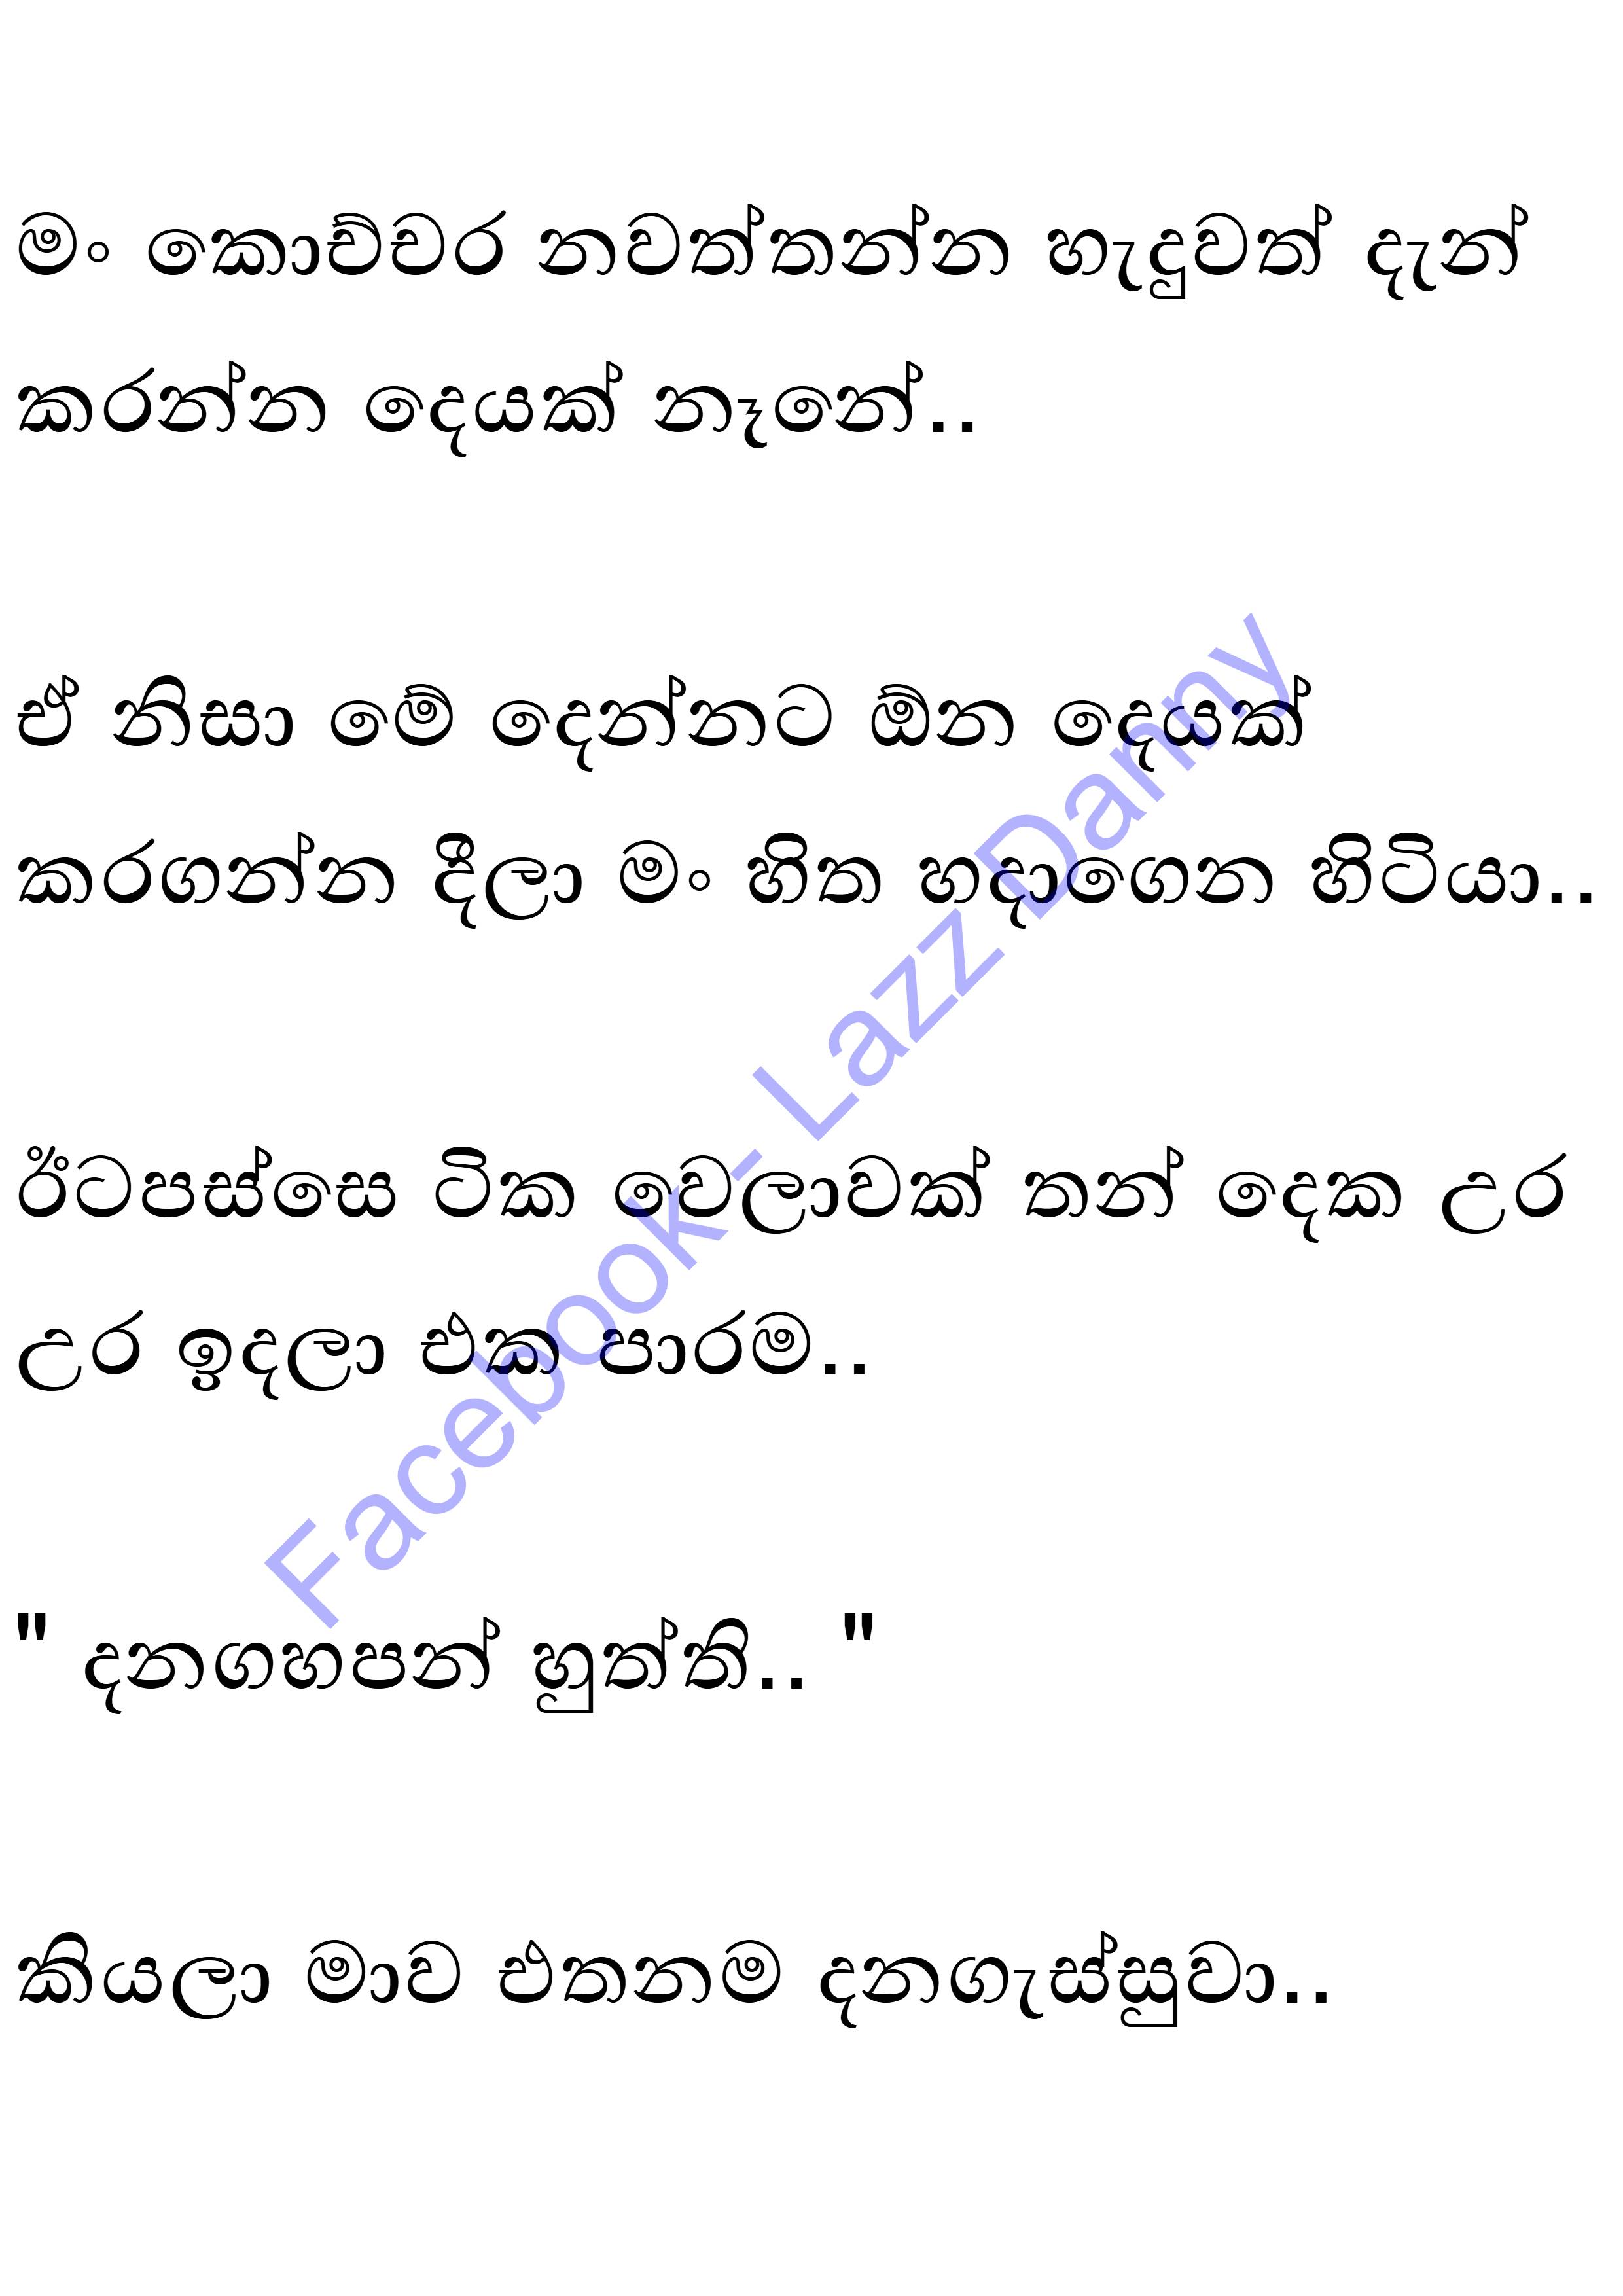 මං කොච්චර නවත්තන්න හැදුවත් දැන්
කරන්න දෙයක් නෑනේ..
ඒ නිසා මේ දෙන්නට ඕන දෙයක්
කරගන්න දීලා මං හිත හදාගෙන හිටියා..
ඊටපස්සෙ ටික වෙලාවක් තන් දෙක උර
උර ඉදලා එක පාරම..
" දනගහපන් හුත්ති.. "
කියලා මාව එතනම දනගැස්සුවා..
Facebook- Lazz Danny